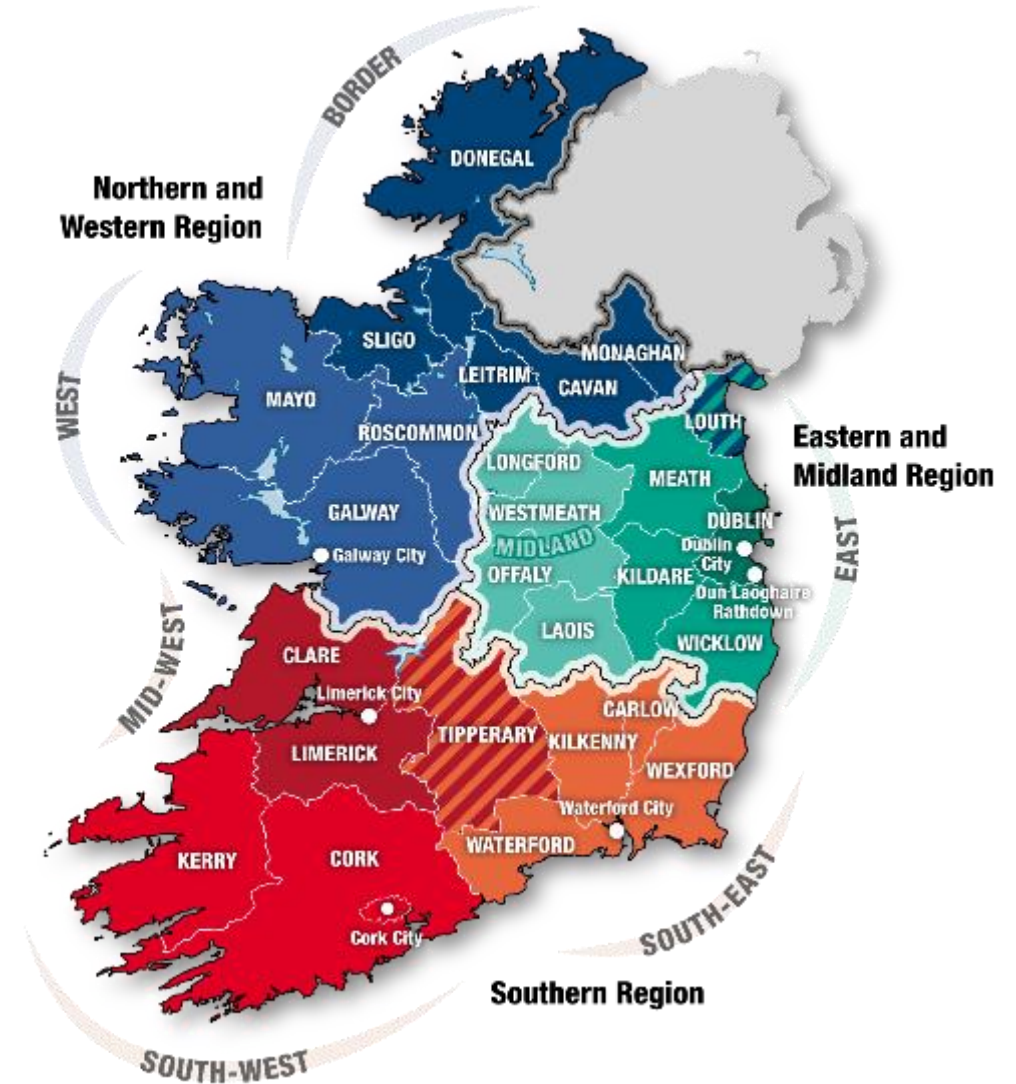 BORDER
DONEGAL
Northern and
Western Region
SLIGO
MONAGHAN
LEITRIM
CAVAN
WEST
MAYO
LOUTH
ROSCOMMON
Eastern and
Midland Region
LONGFORD
MEATH
GALWAY
WESTMEATH
DUBLIN
MIDLAND
Galway City
Dublin
City
EAST
OFFALY
KILDARE
Dun Laoghaire
Rathdown
LAOIS
WICKLOW
MID-WEST
CLARE
Limerick City
CARLOW
TIPPERARY
KILKENNY
LIMERICK
WEXFORD
Waterford City
WATERFORD
KERRY
CORK
SOUTH-EAST
Cork City
Southern Region
SOUTH-WEST